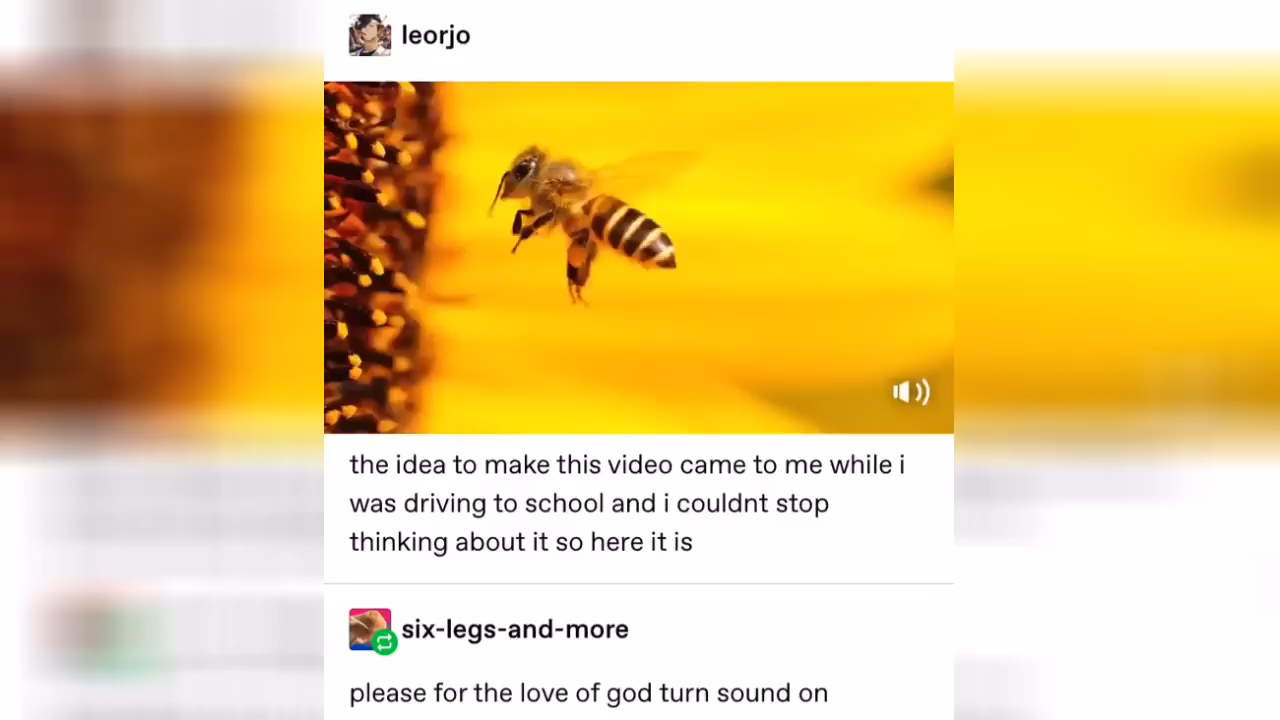 leorjo
the idea to make this video came to me while i
was driving to school and i couldnt stop
thinking about it so here it is
six-legs-and-more
please for the love of god turn sound on